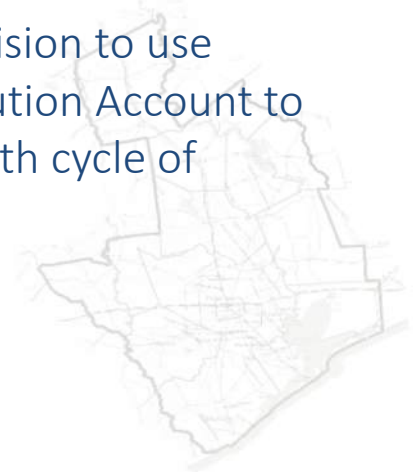 ision to use
ution Account to
th cycle of